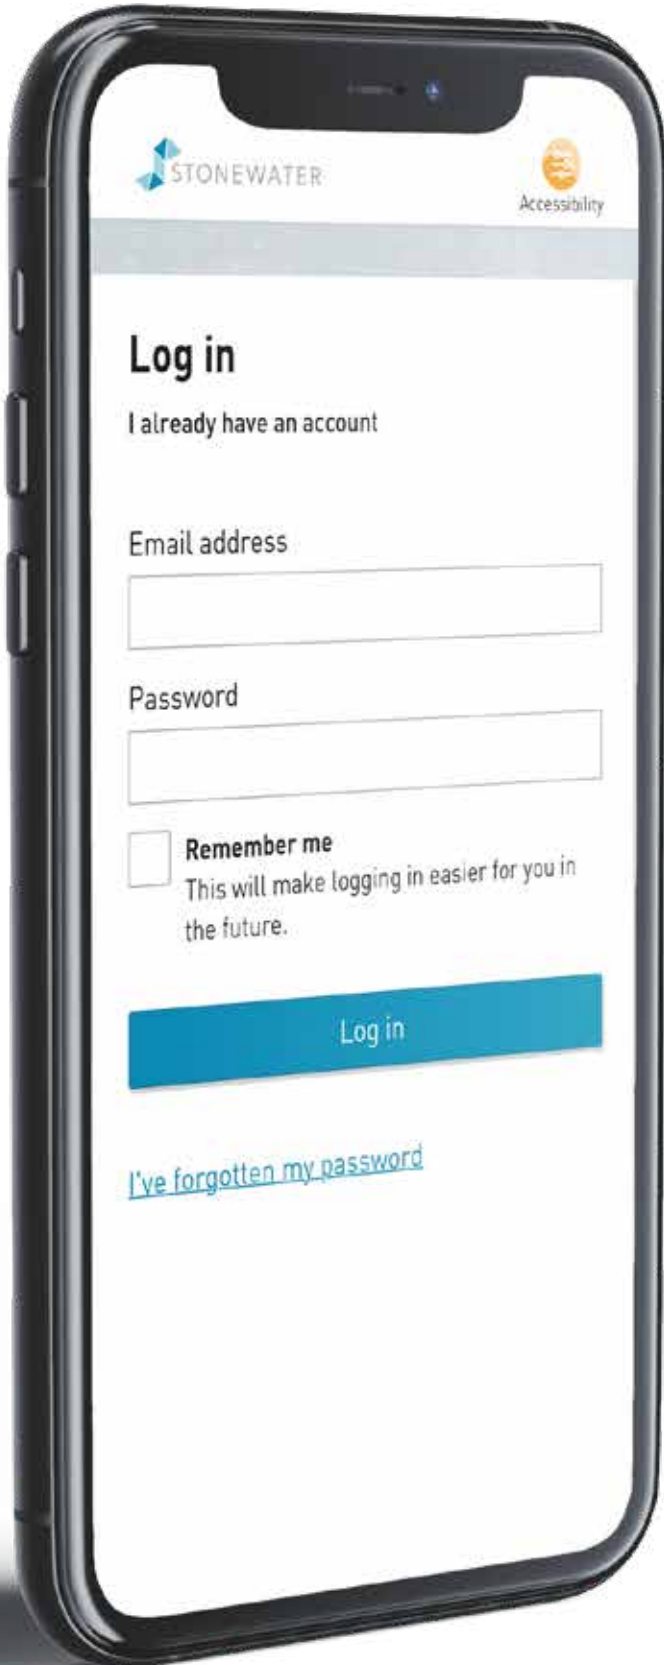 STONEWATER
Accessibility
Log in
I already have an account
Email address
Password
Remember me
This will make logging in easier for you in
the future.
Log in
I've forgotten my password